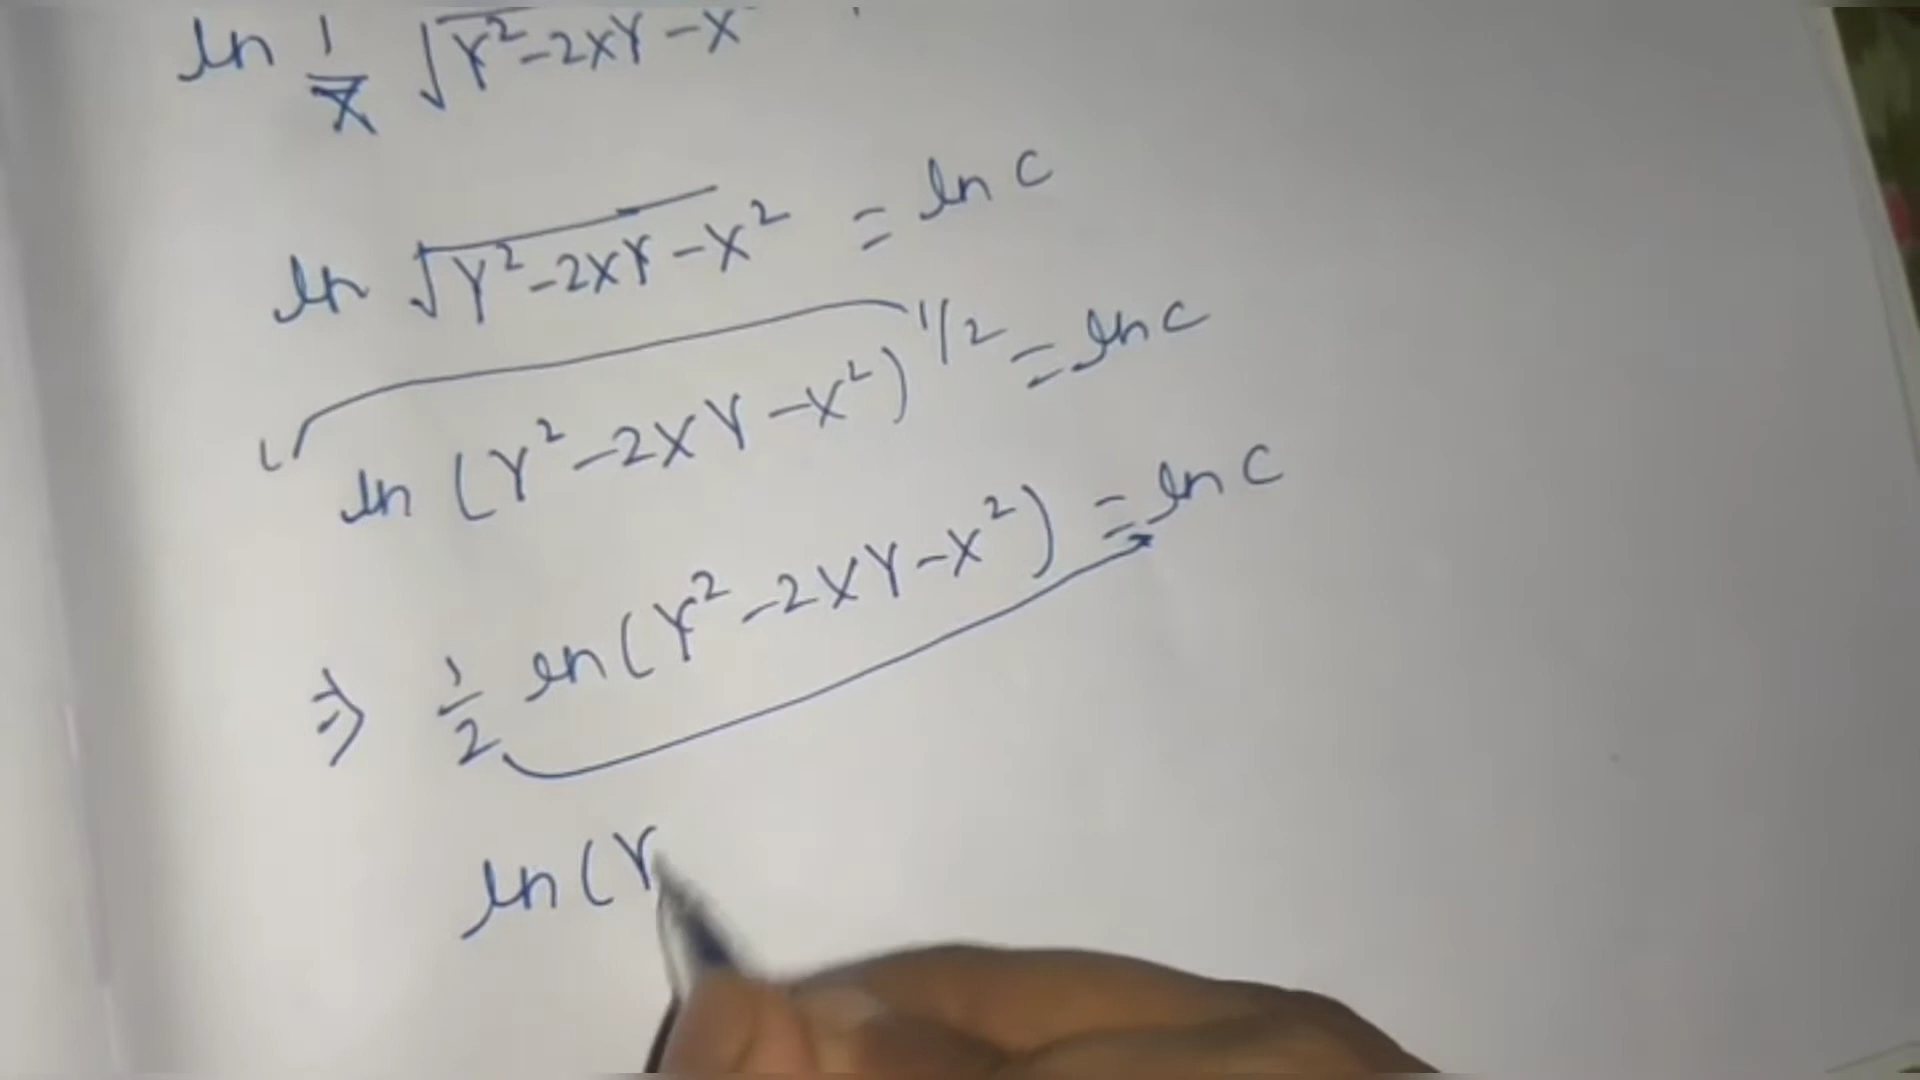 ln 1/X √Y²-2XY-X
ln √Y²-2XY-X² = ln c
ln (Y²-2XY-X²)^1/2 = ln c
⇒ 1/2 ln(Y²-2XY-X²) = ln c
ln(Y